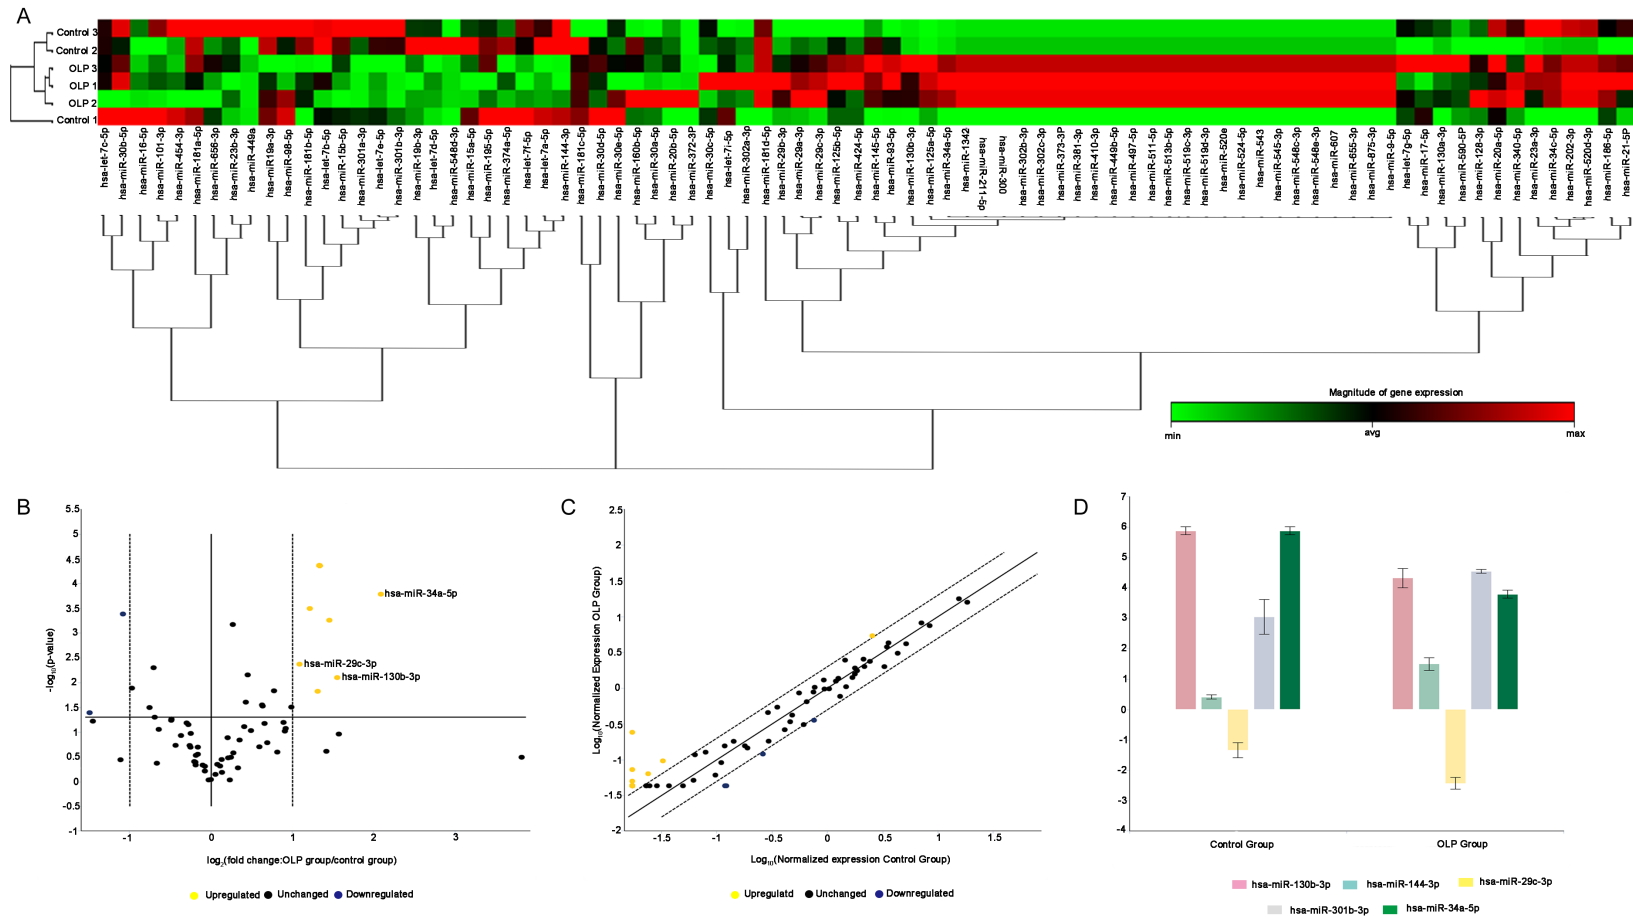 A
Control 3
Control 2
OLP 3
OLP 1
OLP 2
Control 1
hsa-let-7c-5p
hsa-miR-30b-5p
hsa-miR-16-5p
hsa-miR-101-3p
hsa-miR-454-3p
hsa-miR-181a-5p
hsa-miR-656-3p
hsa-miR-23b-3p
hsa-miR-449a
hsa-miR19a-3p
hsa-miR-98-5p
hsa-miR-181b-5p
hsa-let-7b-5p
hsa-miR-15b-5p
hsa-miR-301a-3p
hsa-let-7e-5p
hsa-miR-301b-3p
hsa-miR-19b-3p
hsa-let-7d-5p
hsa-miR-548d-3p
hsa-miR-15a-5p
hsa-miR-195-5p
hsa-miR-374a-5p
hsa-let-7f-5p
hsa-let-7a-5p
hsa-miR-144-3p
hsa-miR-181c-5p
hsa-miR-30d-5p
hsa-miR-30e-5p
hsa-miR-160b-5p
hsa-miR-30a-5p
hsa-miR-20b-5p
hsa-miR-372-3P
hsa-miR-30c-5p
hsa-let-7i-5p
hsa-miR-302a-3p
hsa-miR-181d-5p
hsa-miR-29b-3p
hsa-miR-29a-3p
hsa-miR-29c-3p
hsa-miR-125b-5p
hsa-miR-424-5p
hsa-miR-145-5p
hsa-miR-93-5p
hsa-miR-130b-3p
hsa-miR-125a-5p
hsa-miR-34a-5p
hsa-miR-1342
hsa-miR-211-5p
hsa-miR-300
hsa-miR-302b-3p
hsa-miR-302c-3p
hsa-miR-373-3P
hsa-miR-381-3p
hsa-miR-410-3p
hsa-miR-449b-5p
hsa-miR-497-5p
hsa-miR-511-5p
hsa-miR-513b-5p
hsa-miR-519c-3p
hsa-miR-519d-3p
hsa-miR-520e
hsa-miR-524-5p
hsa-miR-543
hsa-miR-545-3p
hsa-miR-548c-3p
hsa-miR-548e-3p
hsa-miR-607
hsa-miR-655-3p
hsa-miR-875-3p
hsa-miR-9-5p
hsa-let-7g-5p
hsa-miR-17-5p
hsa-miR-130a-3p
hsa-miR-590-5P
hsa-miR-128-3p
hsa-miR-20a-5p
hsa-miR-340-5p
hsa-miR-23a-3p
hsa-miR-34c-5p
hsa-miR-202-3p
hsa-miR-520d-3p
hsa-miR-186-5p
hsa-miR-21-5P
Magnitude of gene expression
min
avg
max
B
5.5
5
4.5
4
3.5
3
2.5
2
1.5
1
0.5
0
-0.5
-1
-log10(p-value)
hsa-miR-34a-5p
hsa-miR-29c-3p
hsa-miR-130b-3p
-1 0 1 2 3
log2(fold change:OLP group/control group)
Upregulated Unchanged Downregulated
C
2.5
2
1.5
1
0.5
0
-0.5
-1
-1.5
-2
Log10(Normalized Expression OLP Group)
-1.5 -1 -0.5 0 0.5 1 1.5
Log10(Normalized expression Control Group)
Upregulatd Unchanged Downregulated
D
7
6
5
4
3
2
1
0
-1
-2
-3
-4
Control Group OLP Group
hsa-miR-130b-3p hsa-miR-144-3p hsa-miR-29c-3p
hsa-miR-301b-3p hsa-miR-34a-5p